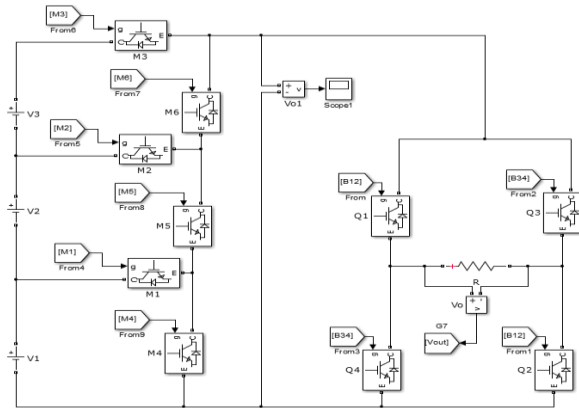 [M3]
From6
g
C
E
M3
[M6]
From7
g
C
M6
E
V3
+
-
v
Vo1
Scope1
[M2]
From5
g
C
E
M2
[M5]
From8
g
C
M5
E
V2
[B12]
From
g
C
Q1
E
[B34]
From2
g
C
Q3
E
[M1]
From4
g
C
E
M1
R
Vo
+
-
v
G7
[Vout]
[M4]
From9
g
C
M4
E
V1
[B34]
From3
g
C
Q4
E
[B12]
From1
g
C
Q2
E